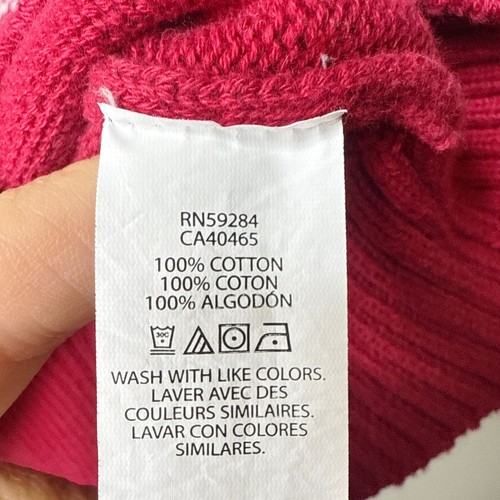 RN59284
CA40465
100% COTTON
100% COTON
100% ALGODÓN
30C
WASH WITH LIKE COLORS.
LAVER AVEC DES
COULEURS SIMILAIRES.
LAVAR CON COLORES
SIMILARES.